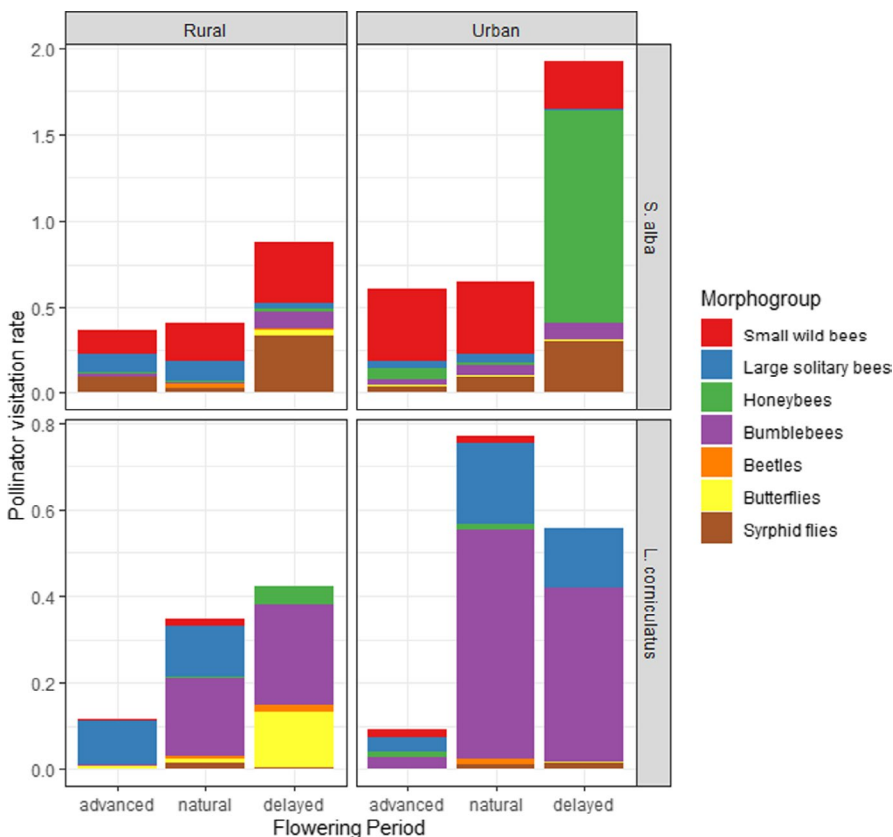 Rural
Urban
2.0
1.5
1.0
0.5
0.0
S. alba
0.8
0.6
0.4
0.2
0.0
L. corniculatus
Pollinator visitation rate
advanced natural delayed
advanced natural delayed
Flowering Period
Morphogroup
Small wild bees
Large solitary bees
Honeybees
Bumblebees
Beetles
Butterflies
Syrphid flies